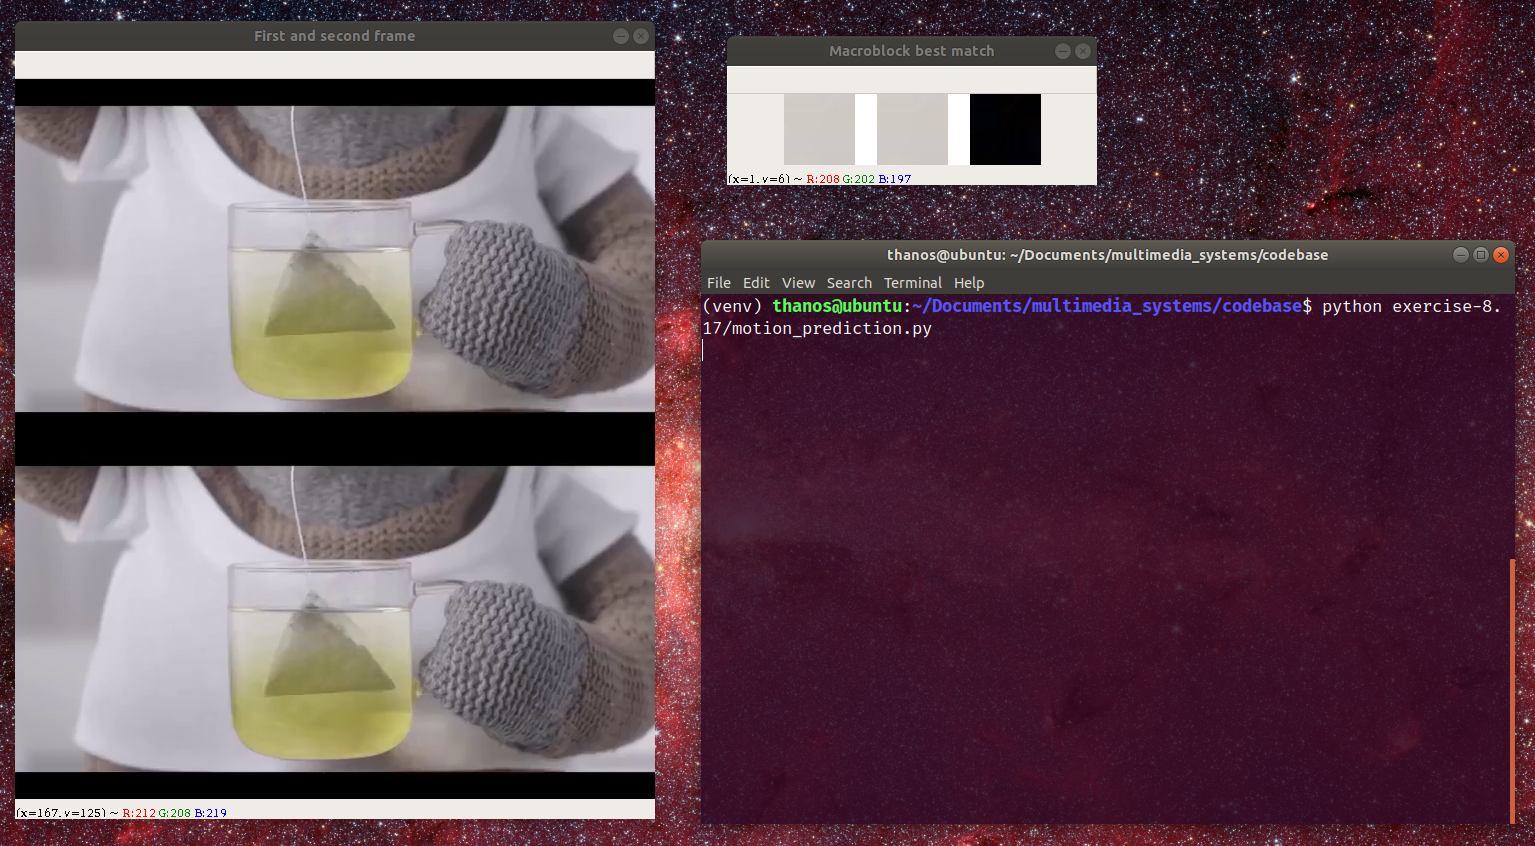 First and second frame
(x=167, y=125) ~ R:212 G:208 B:219
Macroblock best match
(x=1, y=6) ~ R:208 G:202 B:197
thanos@ubuntu: ~/Documents/multimedia_systems/codebase
File Edit View Search Terminal Help
(venv) thanos@ubuntu:~/Documents/multimedia_systems/codebase$ python exercise-8.
17/motion_prediction.py